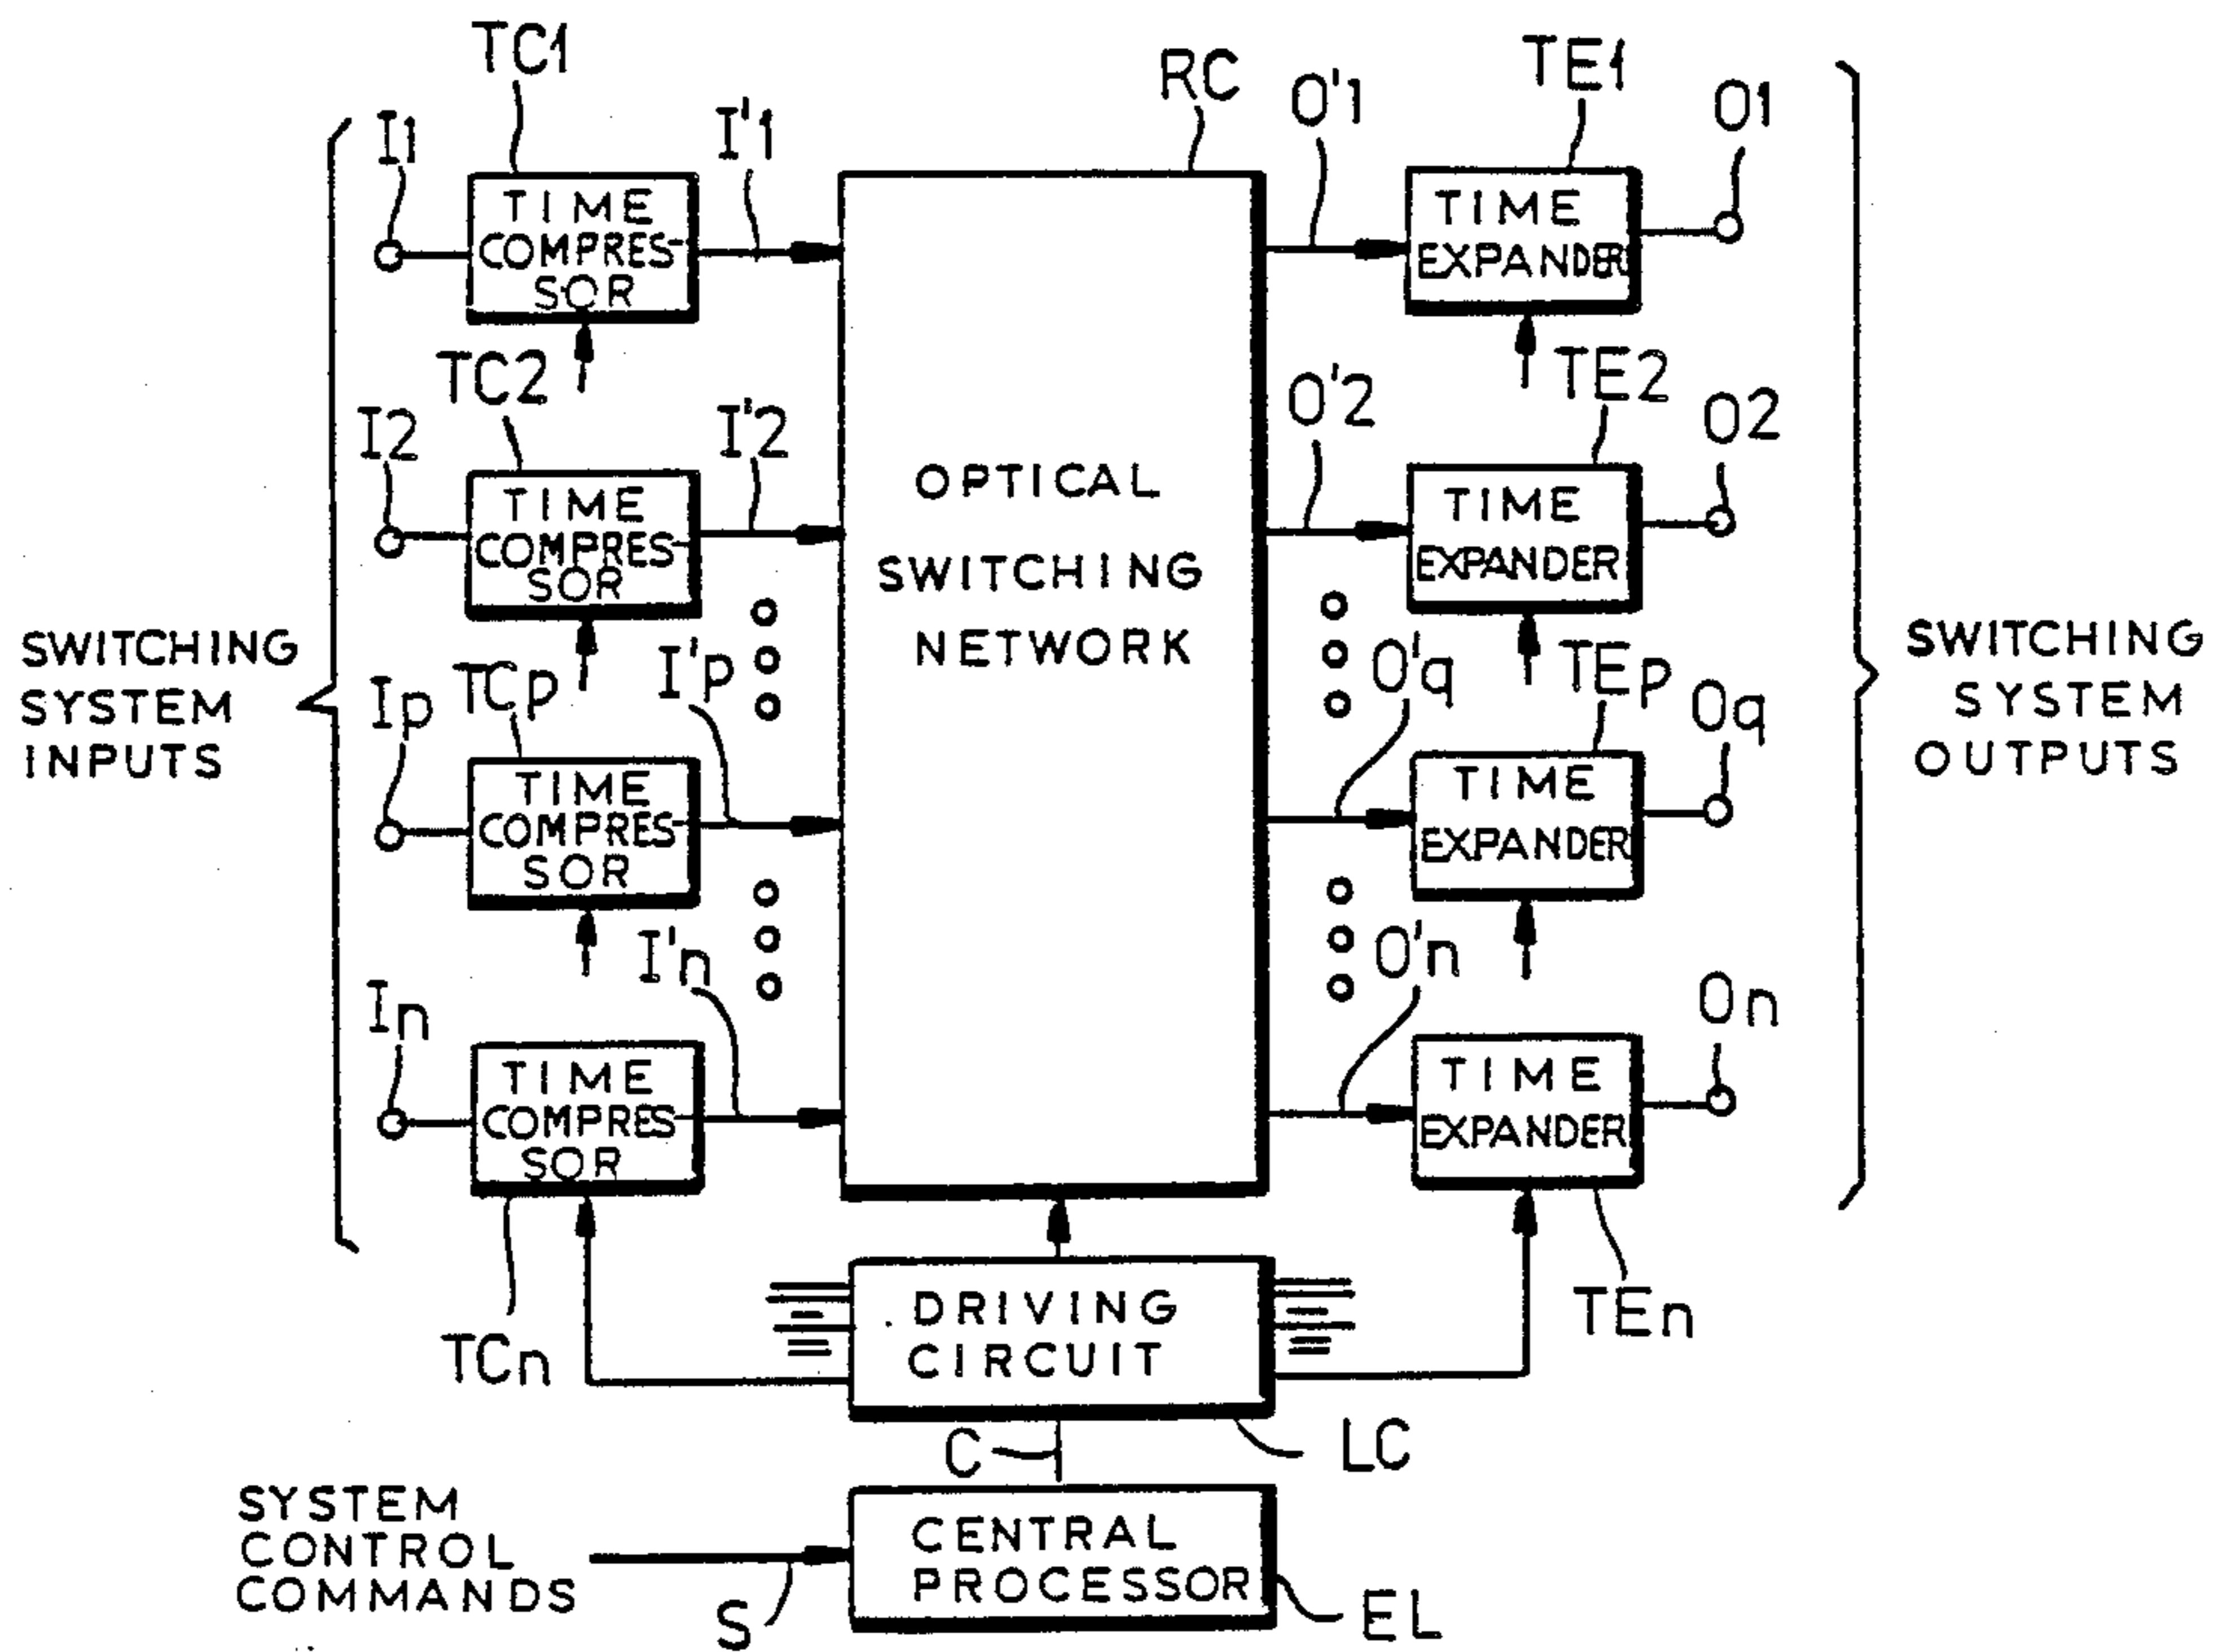 TC1
RC
TE1
I1
I'1
O'1
O1
TIME
COMPRES-
SOR
TIME
EXPANDER
TC2
TE2
I2
I'2
O'2
O2
TIME
COMPRES-
SOR
OPTICAL
SWITCHING
NETWORK
TIME
EXPANDER
SWITCHING
SYSTEM
INPUTS
Ip
TCp
I'p
O'q
TEp
Oq
SWITCHING
SYSTEM
OUTPUTS
TIME
COMPRES-
SOR
TIME
EXPANDER
In
I'n
O'n
On
TIME
COMPRES-
SOR
TIME
EXPANDER
TCn
DRIVING
CIRCUIT
TEn
C
LC
SYSTEM
CONTROL
COMMANDS
S
CENTRAL
PROCESSOR
EL